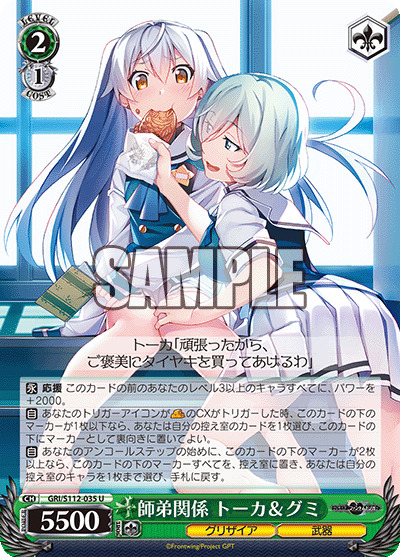 LEVEL
2
1
COST
SAMPLE
トーカ「頑張ったから、
ご褒美にタイヤキを買ってあげるわ」
永 応援 このカードの前のあなたのレベル3以上のキャラすべてに、パワーを
+2000。
自 あなたのトリガーアイコンが のCXがトリガーした時、このカードの下の
マーカーが1枚以下なら、あなたは自分の控え室のキャラを1枚選び、このカードの
下にマーカーとして裏向きに置いてよい。
自 あなたのアンコールステップの始めに、このカードの下のマーカーが2枚
以上なら、このカードの下のマーカーすべてを、控え室に置き、あなたは自分の
控え室のキャラを1枚まで選び、手札に戻す。
CH GRI/S112-035 U
POWER
5500
師弟関係 トーカ&グミ
グリザイア
武器
©Frontwing/Project GPT